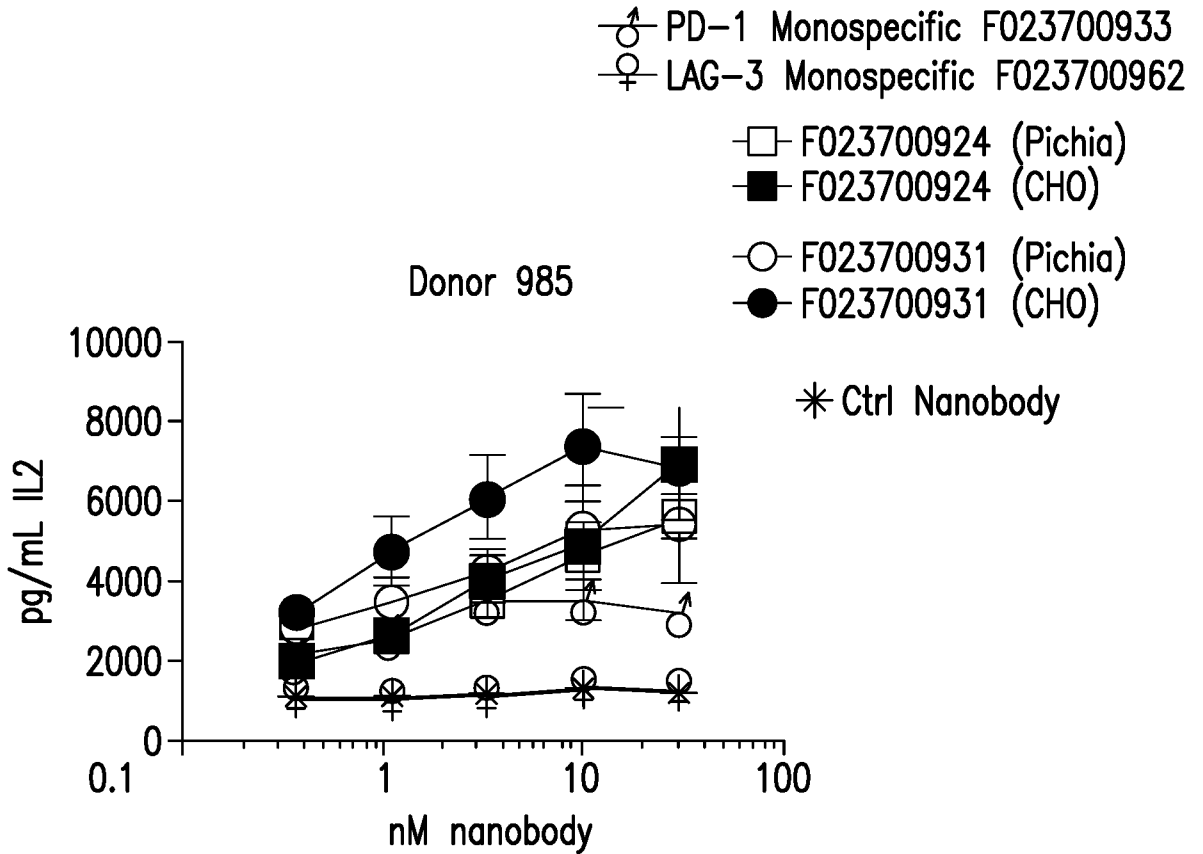 PD-1 Monospecific F023700933
LAG-3 Monospecific F023700962
F023700924 (Pichia)
F023700924 (CHO)
F023700931 (Pichia)
F023700931 (CHO)
Ctrl Nanobody
Donor 985
pg/mL IL2
10000
8000
6000
4000
2000
0
0.1
1
10
100
nM nanobody